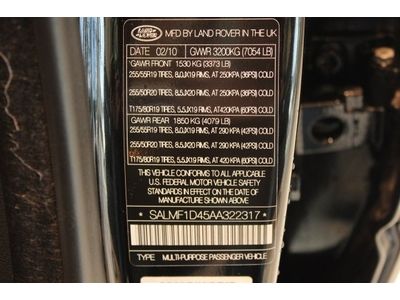 LAND ROVER MFD BY LAND ROVER IN THE UK
DATE 02/10 GVWR 3200KG (7054 LB)
*GAWR FRONT 1530 KG (3373 LB)
255/55R19 TIRES, 8.0JX19 RIMS, AT 250KPA (36PSI) COLD
255/50R20 TIRES, 8.5JX20 RIMS, AT 250KPA (36PSI) COLD
T175/80R19 TIRES, 5.5JX19 RIMS, AT420KPA (60PSI) COLD
GAWR REAR 1850 KG (4079 LB)
255/55R19 TIRES, 8.0JX19 RIMS, AT 290 KPA (42PSI) COLD
255/50R20 TIRES, 8.5JX20 RIMS, AT 290 KPA (42PSI) COLD
T175/80R19 TIRES, 5.5JX19 RIMS, AT 420 KPA (60PSI) COLD
THIS VEHICLE CONFORMS TO ALL APPLICABLE
U.S. FEDERAL MOTOR VEHICLE SAFETY
STANDARDS IN EFFECT ON THE DATE OF
MANUFACTURE SHOWN ABOVE
*SALMF1D45AA322317*
TYPE MULTI-PURPOSE PASSENGER VEHICLE